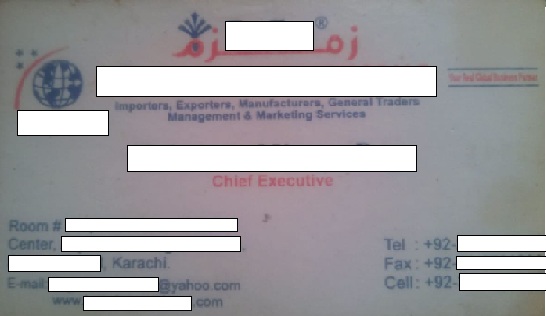 زمزم ®
Your Real Global Business Partner
Importers, Exporters, Manufacturers, General Traders
Management & Marketing Services
Chief Executive
Room #
Center,
, Karachi.
E-mail: @yahoo.com
www. .com
Tel : +92-
Fax : +92-
Cell : +92-